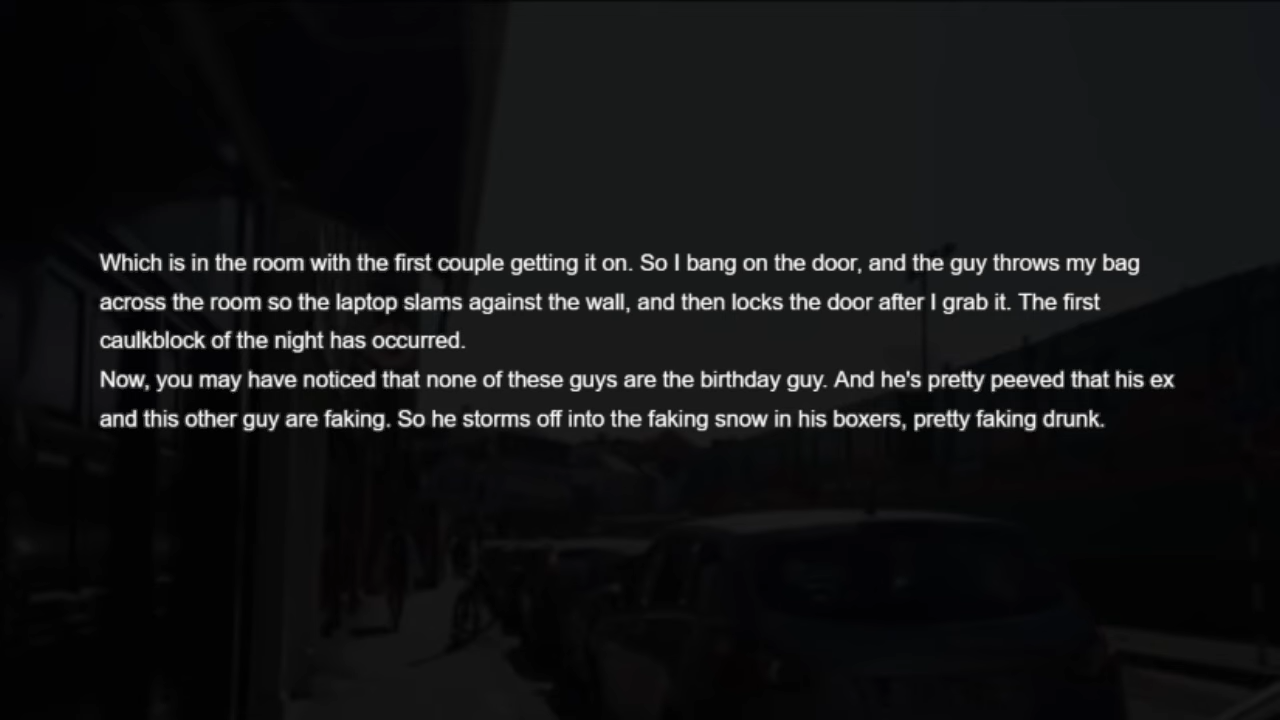 Which is in the room with the first couple getting it on. So I bang on the door, and the guy throws my bag
across the room so the laptop slams against the wall, and then locks the door after I grab it. The first
caulkblock of the night has occurred.
Now, you may have noticed that none of these guys are the birthday guy. And he's pretty peeved that his ex
and this other guy are faking. So he storms off into the faking snow in his boxers, pretty faking drunk.